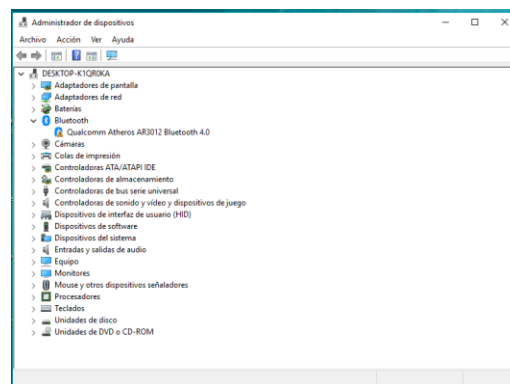 Administrador de dispositivos
Archivo Acción Ver Ayuda
DESKTOP-K1QR0KA
Adaptadores de pantalla
Adaptadores de red
Baterías
Bluetooth
Qualcomm Atheros AR3012 Bluetooth 4.0
Cámaras
Colas de impresión
Controladoras ATA/ATAPI IDE
Controladoras de almacenamiento
Controladoras de bus serie universal
Controladoras de sonido y vídeo y dispositivos de juego
Dispositivos de interfaz de usuario (HID)
Dispositivos de software
Dispositivos del sistema
Entradas y salidas de audio
Equipo
Monitores
Mouse y otros dispositivos señaladores
Procesadores
Teclados
Unidades de disco
Unidades de DVD o CD-ROM